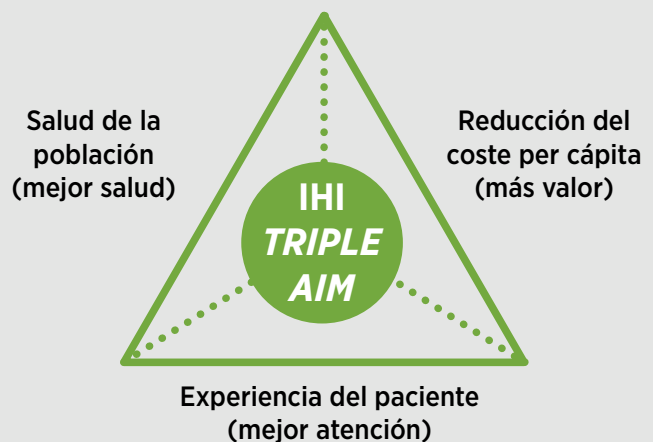 Salud de la
población
(mejor salud)
Reducción del
coste per cápita
(más valor)
IHI
TRIPLE
AIM
Experiencia del paciente
(mejor atención)